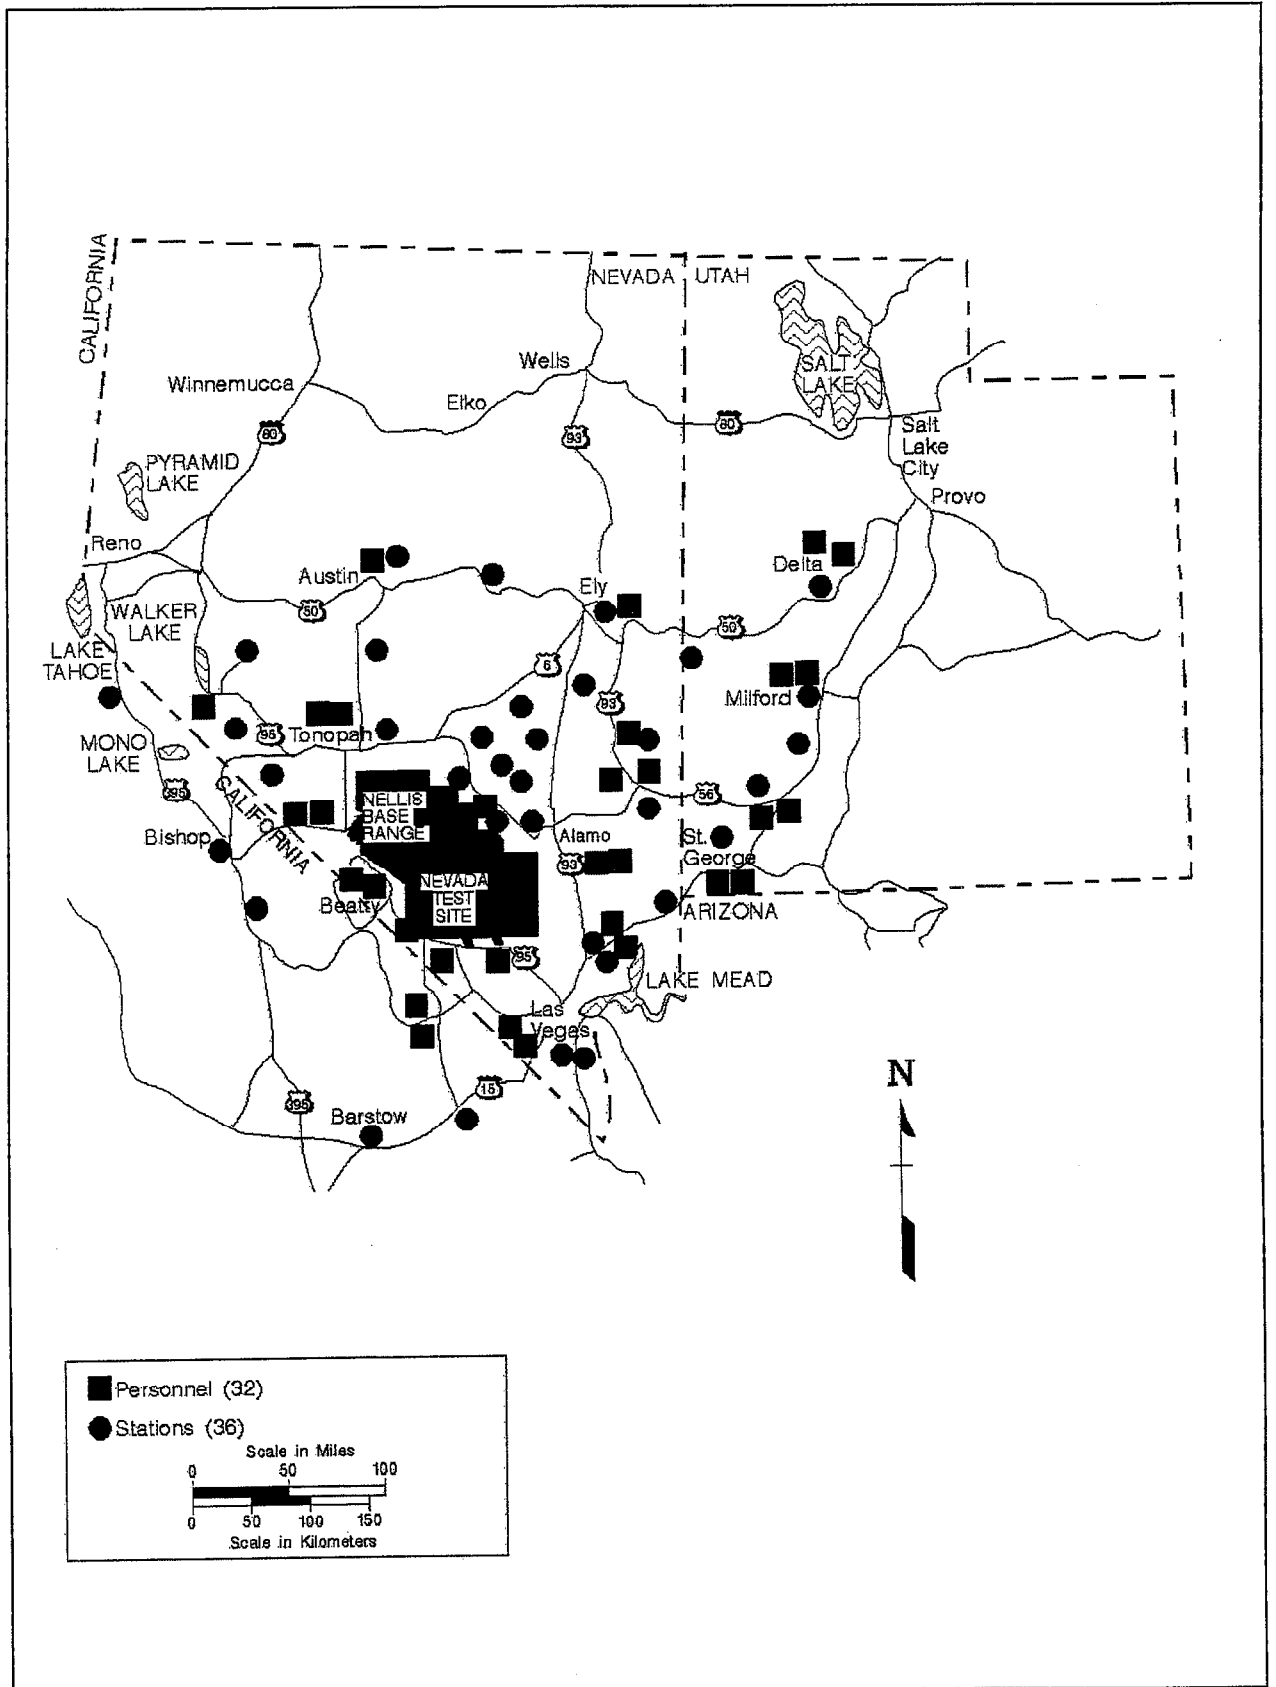 CALIFORNIA
NEVADA
UTAH
Wells
Winnemucca
Elko
SALT
LAKE
80
93
80
Salt
Lake
City
PYRAMID
LAKE
Provo
Reno
Austin
Delta
Ely
50
WALKER
LAKE
50
LAKE
TAHOE
6
Milford
93
95
Tonopah
MONO
LAKE
395
CALIFORNIA
NELLIS
BASE
RANGE
56
Bishop
Alamo
St.
George
93
NEVADA
TEST
SITE
Beatty
ARIZONA
95
LAKE MEAD
Las
Vegas
N
15
395
Barstow
Personnel (32)
Stations (36)
Scale in Miles
0 50 100
0 50 100 150
Scale in Kilometers